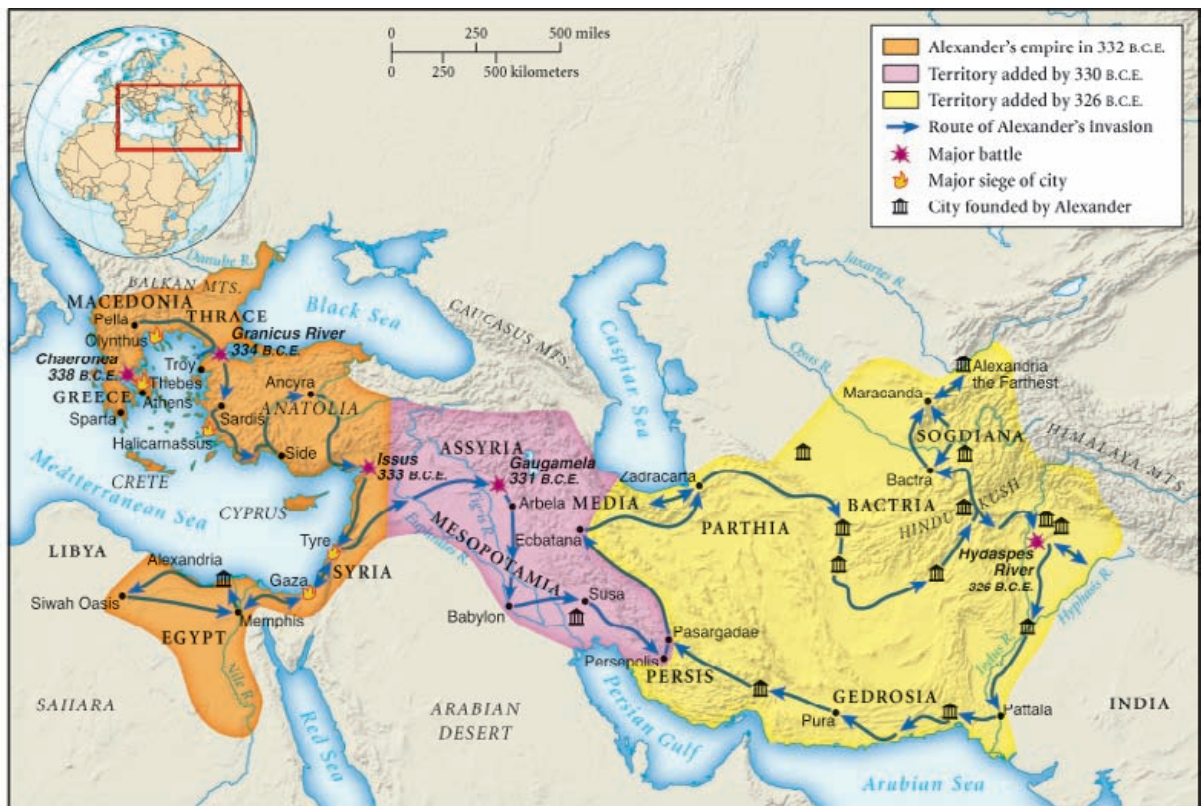 0 250 500 miles
0 250 500 kilometers
Alexander's empire in 332 B.C.E.
Territory added by 330 B.C.E.
Territory added by 326 B.C.E.
Route of Alexander's Invasion
Major battle
Major siege of city
City founded by Alexander
Danube R.
BALKAN MTS.
MACEDONIA
THRACE
Pella
Olynthus
Granicus River
334 B.C.E.
Chaeronea
338 B.C.E.
Troy
Thebes
GREECE
Athens
Sparta
Ancyra
ANATOLIA
Sardis
Halicarnassus
Side
Black Sea
CAUCASUS MTS.
Caspiar Sea
Jaxartes R.
Oxus R.
Alexandria
the Farthest
Maracanda
SOGDIANA
HIMALAYA MTS.
Bactra
BACTRIA
HINDU KUSH
Issus
333 B.C.E.
ASSYRIA
Gaugamela
331 B.C.E.
Zadracarta
MEDIA
Arbela
Ecbatana
PARTHIA
Hydaspes
River
326 B.C.E.
Hyphasis R.
Indus R.
CRETE
Mediterranean Sea
CYPRUS
Tyre
SYRIA
Tigris R.
Euphrates R.
MESOPOTAMIA
LIBYA
Alexandria
Gaza
Siwah Oasis
Memphis
EGYPT
Nile R.
Babylon
Susa
Pasargadae
Persepolis
PERSIS
GEDROSIA
Pura
Pattala
INDIA
SAIIARA
Red Sea
ARABIAN
DESERT
Persian Gulf
Arabian Sea